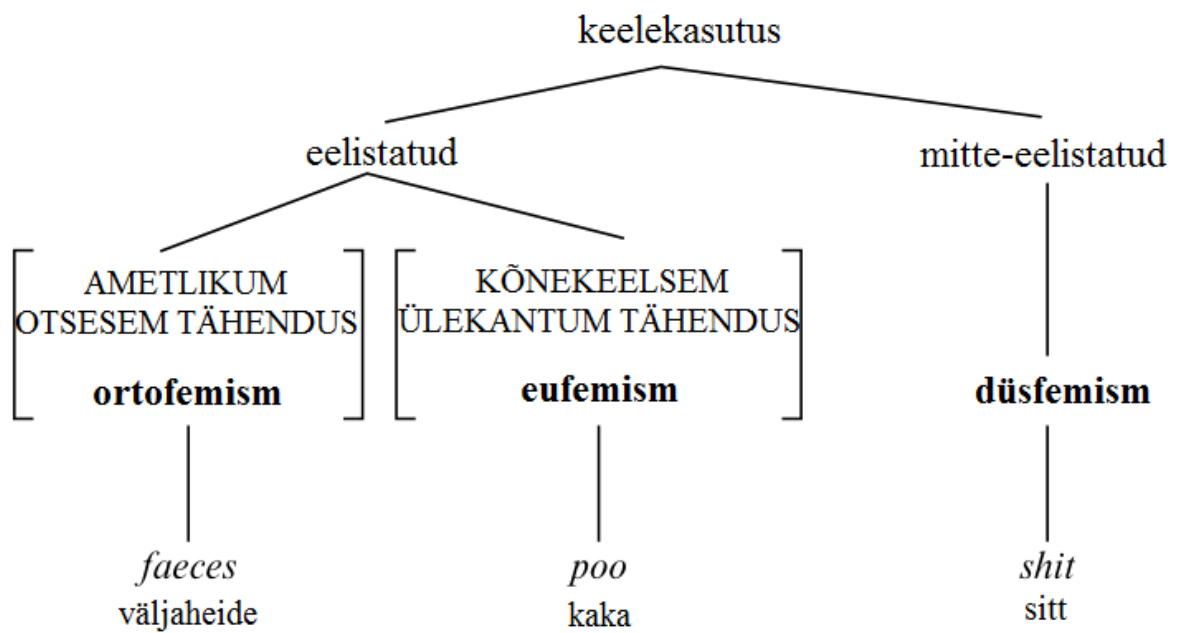 keelekasutus
eelistatud
mitte-eelistatud
AMETLIKUM
OTSESEM TÄHENDUS
ortofemism
KÕNEKEELSEM
ÜLEKANTUM TÄHENDUS
eufemism
düsfemism
faeces
väljaheide
poo
kaka
shit
sitt